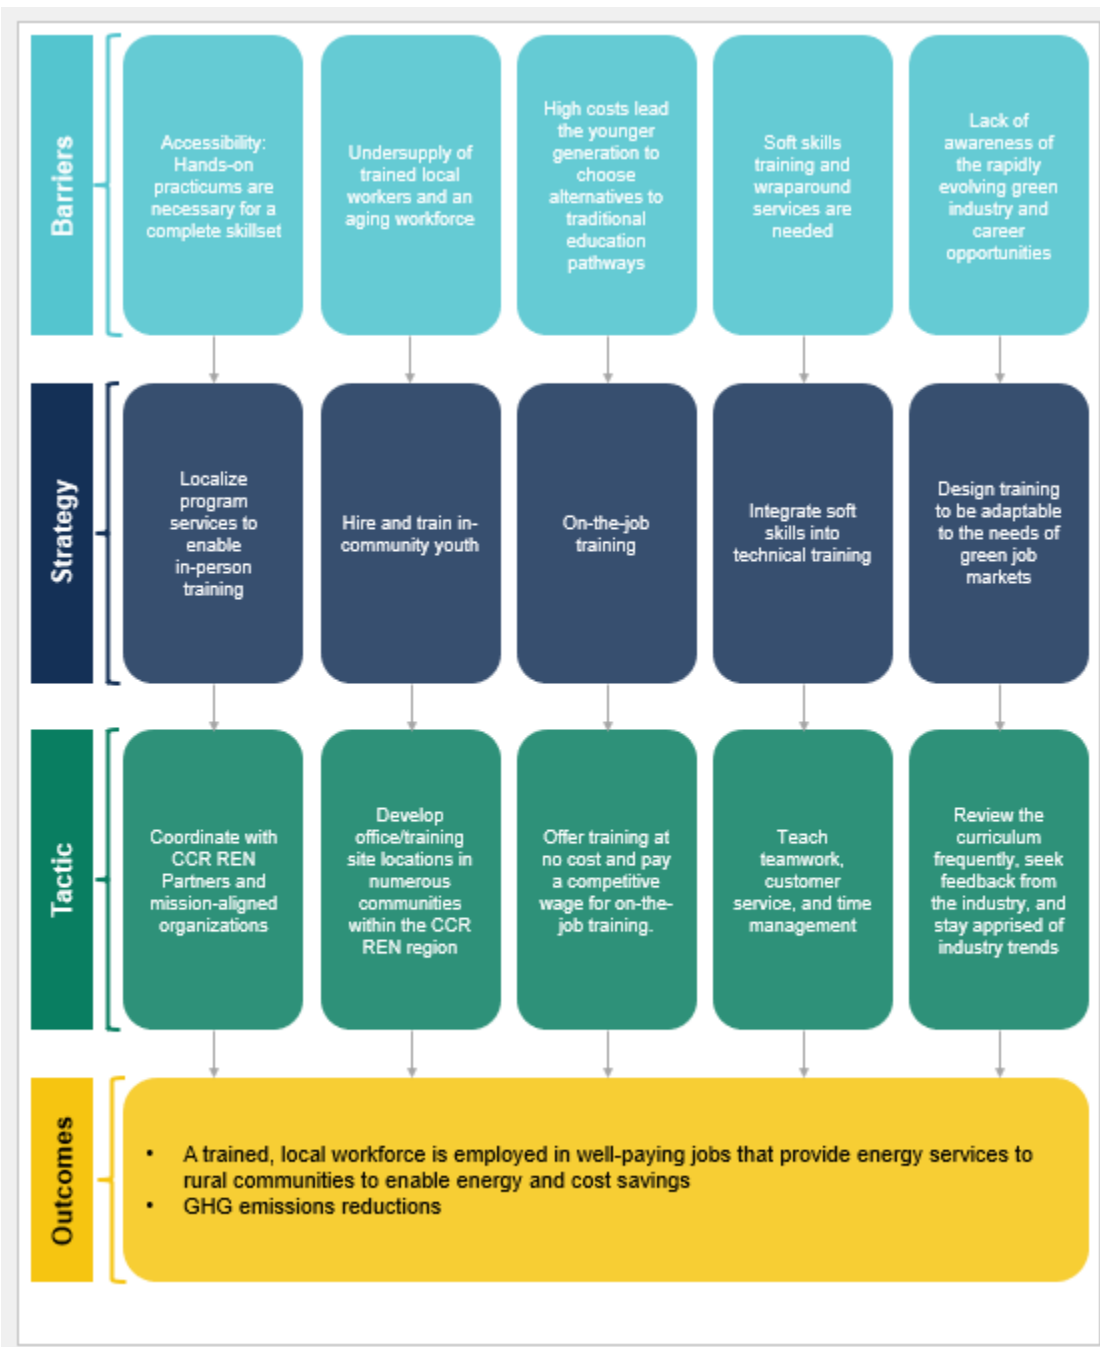 Barriers
Accessibility:
Hands-on
practicums are
necessary for a
complete skillset
Undersupply of
trained local
workers and an
aging workforce
High costs lead
the younger
generation to
choose
alternatives to
traditional
education
pathways
Soft skills
training and
wraparound
services are
needed
Lack of
awareness of
the rapidly
evolving green
industry and
career
opportunities
Strategy
Localize
program
services to
enable
in-person
training
Hire and train in-
community youth
On-the-job
training
Integrate soft
skills into
technical training
Design training
to be adaptable
to the needs of
green job
markets
Tactic
Coordinate with
CCR REN
Partners and
mission-aligned
organizations
Develop
office/training
site locations in
numerous
communities
within the CCR
REN region
Offer training at
no cost and pay
a competitive
wage for on-the-
job training.
Teach
teamwork,
customer
service, and time
management
Review the
curriculum
frequently, seek
feedback from
the industry, and
stay apprised of
industry trends
Outcomes
• A trained, local workforce is employed in well-paying jobs that provide energy services to
rural communities to enable energy and cost savings
• GHG emissions reductions